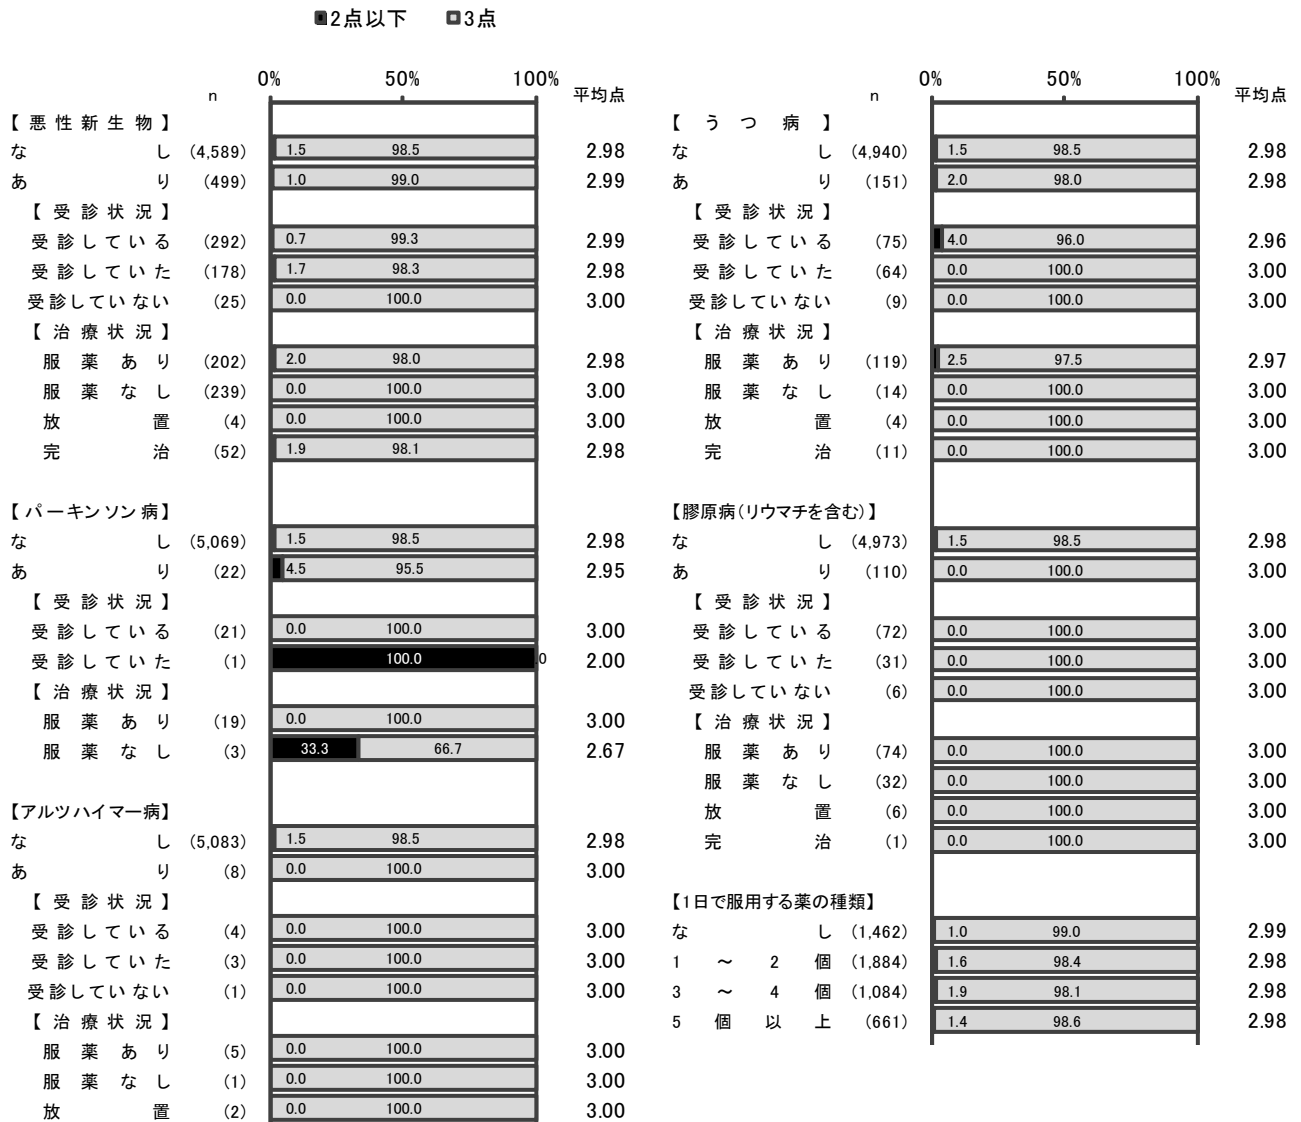 ■2点以下 □3点
0% 50% 100%
n 平均点
【悪性新生物】
なし (4,589) 1.5 98.5 2.98
あり (499) 1.0 99.0 2.99
【受診状況】
受診している (292) 0.7 99.3 2.99
受診していた (178) 1.7 98.3 2.98
受診していない (25) 0.0 100.0 3.00
【治療状況】
服薬あり (202) 2.0 98.0 2.98
服薬なし (239) 0.0 100.0 3.00
放置 (4) 0.0 100.0 3.00
完治 (52) 1.9 98.1 2.98
【パーキンソン病】
なし (5,069) 1.5 98.5 2.98
あり (22) 4.5 95.5 2.95
【受診状況】
受診している (21) 0.0 100.0 3.00
受診していた (1) 100.0 .0 2.00
【治療状況】
服薬あり (19) 0.0 100.0 3.00
服薬なし (3) 33.3 66.7 2.67
【アルツハイマー病】
なし (5,083) 1.5 98.5 2.98
あり (8) 0.0 100.0 3.00
【受診状況】
受診している (4) 0.0 100.0 3.00
受診していた (3) 0.0 100.0 3.00
受診していない (1) 0.0 100.0 3.00
【治療状況】
服薬あり (5) 0.0 100.0 3.00
服薬なし (1) 0.0 100.0 3.00
放置 (2) 0.0 100.0 3.00
0% 50% 100%
n 平均点
【うつ病】
なし (4,940) 1.5 98.5 2.98
あり (151) 2.0 98.0 2.98
【受診状況】
受診している (75) 4.0 96.0 2.96
受診していた (64) 0.0 100.0 3.00
受診していない (9) 0.0 100.0 3.00
【治療状況】
服薬あり (119) 2.5 97.5 2.97
服薬なし (14) 0.0 100.0 3.00
放置 (4) 0.0 100.0 3.00
完治 (11) 0.0 100.0 3.00
【膠原病(リウマチを含む)】
なし (4,973) 1.5 98.5 2.98
あり (110) 0.0 100.0 3.00
【受診状況】
受診している (72) 0.0 100.0 3.00
受診していた (31) 0.0 100.0 3.00
受診していない (6) 0.0 100.0 3.00
【治療状況】
服薬あり (74) 0.0 100.0 3.00
服薬なし (32) 0.0 100.0 3.00
放置 (6) 0.0 100.0 3.00
完治 (1) 0.0 100.0 3.00
【1日で服用する薬の種類】
なし (1,462) 1.0 99.0 2.99
1～2個 (1,884) 1.6 98.4 2.98
3～4個 (1,084) 1.9 98.1 2.98
5個以上 (661) 1.4 98.6 2.98